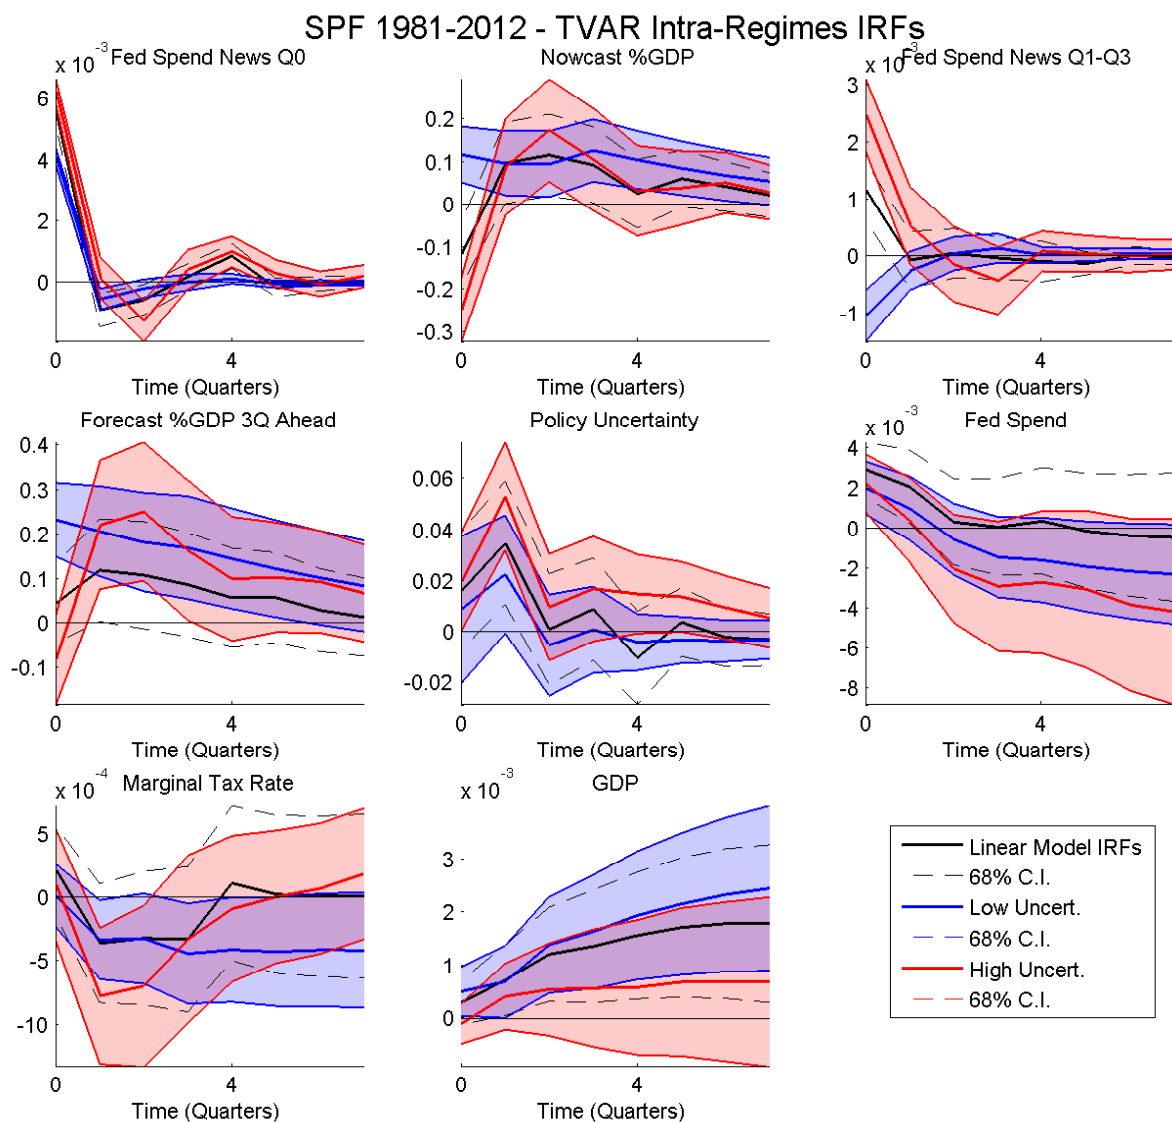 SPF 1981-2012 - TVAR Intra-Regimes IRFs
x 10^-3
Fed Spend News Q0
6
4
2
0
0
4
Time (Quarters)
Nowcast %GDP
0.2
0.1
0
-0.1
-0.2
-0.3
0
4
Time (Quarters)
x 10^-3
Fed Spend News Q1-Q3
3
2
1
0
-1
0
4
Time (Quarters)
Forecast %GDP 3Q Ahead
0.4
0.3
0.2
0.1
0
-0.1
0
4
Time (Quarters)
Policy Uncertainty
0.06
0.04
0.02
0
-0.02
0
4
Time (Quarters)
x 10^-3
Fed Spend
4
2
0
-2
-4
-6
-8
0
4
Time (Quarters)
x 10^-4
Marginal Tax Rate
5
0
-5
-10
0
4
Time (Quarters)
x 10^-3
GDP
3
2
1
0
0
4
Time (Quarters)
Linear Model IRFs
68% C.I.
Low Uncert.
68% C.I.
High Uncert.
68% C.I.